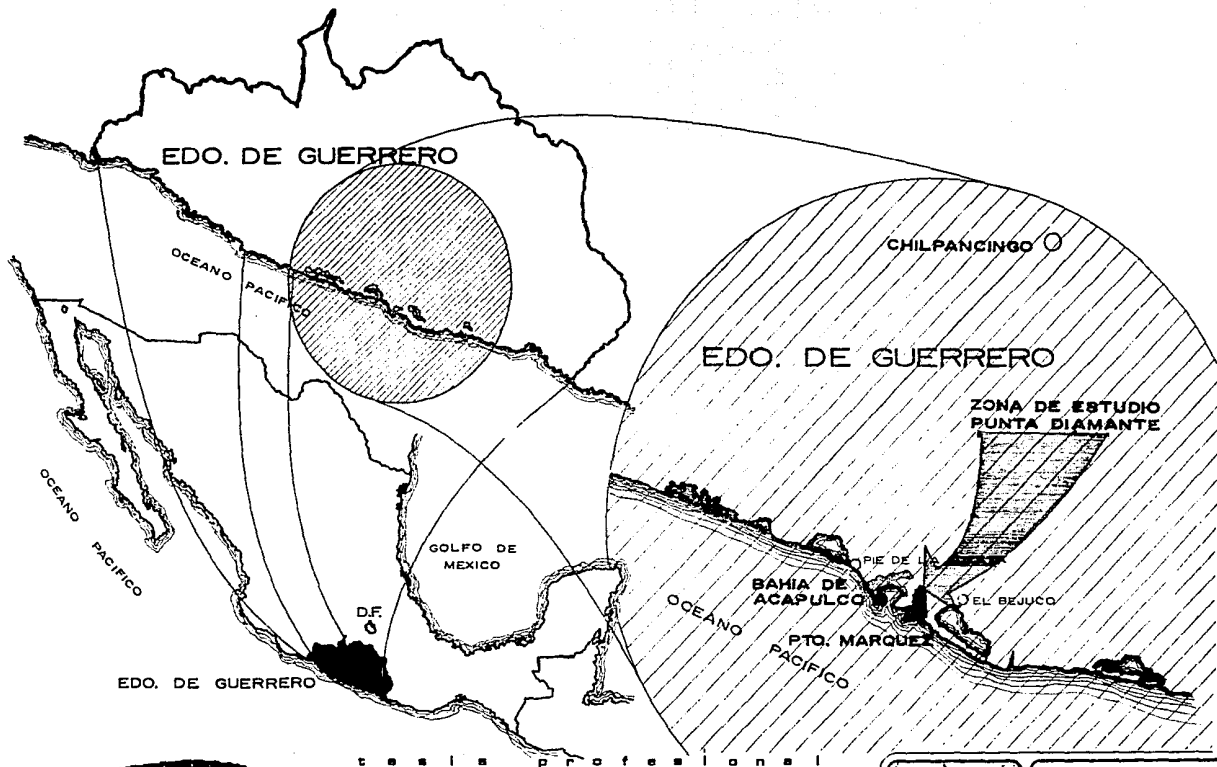 EDO. DE GUERRERO
OCEANO PACIFICO
OCEANO PACIFICO
GOLFO DE
MEXICO
D.F.
EDO. DE GUERRERO
CHILPANCINGO
EDO. DE GUERRERO
ZONA DE ESTUDIO
PUNTA DIAMANTE
PIE DE LA
BAHIA DE
ACAPULCO
EL BEJUCO
PTO. MARQUEZ
OCEANO PACIFICO
tesis profesional